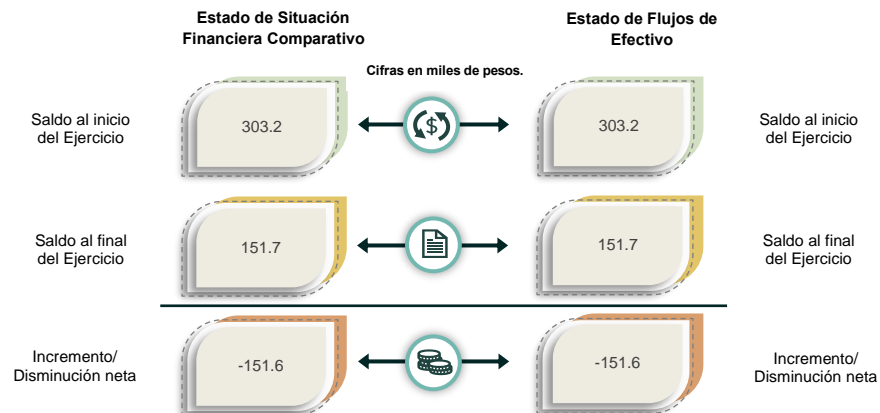 Estado de Situación
Financiera Comparativo
Estado de Flujos de
Efectivo
Cifras en miles de pesos.
Saldo al inicio
del Ejercicio
303.2
$
303.2
Saldo al inicio
del Ejercicio
Saldo al final
del Ejercicio
151.7
151.7
Saldo al final
del Ejercicio
Incremento/
Disminución neta
-151.6
-151.6
Incremento/
Disminución neta